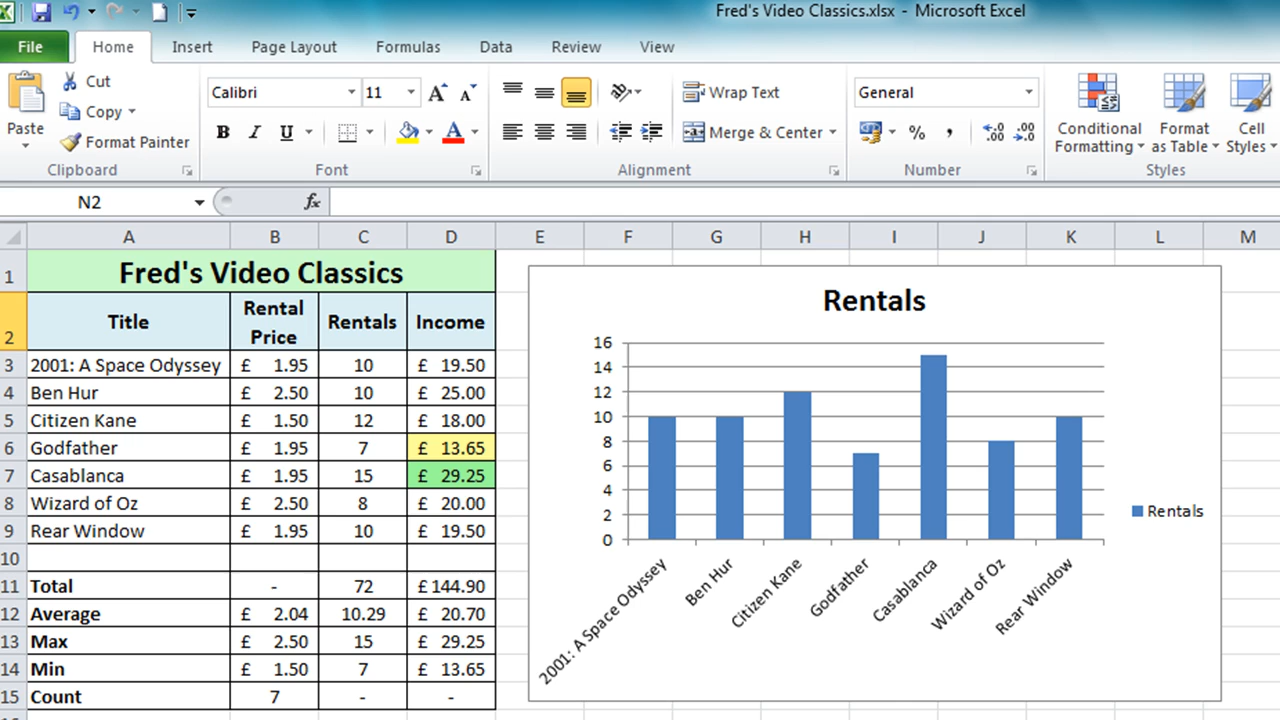 Fred's Video Classics.xlsx - Microsoft Excel
File Home Insert Page Layout Formulas Data Review View
Paste
Cut
Copy
Format Painter
Clipboard
Calibri 11
B I U A
Font
Wrap Text
Merge & Center
Alignment
General
% ,
Number
Conditional Formatting
Format as Table
Cell Styles
Styles
N2 fx
A B C D E F G H I J K L M
1 Fred's Video Classics
2 Title Rental Price Rentals Income
3 2001: A Space Odyssey £ 1.95 10 £ 19.50
4 Ben Hur £ 2.50 10 £ 25.00
5 Citizen Kane £ 1.50 12 £ 18.00
6 Godfather £ 1.95 7 £ 13.65
7 Casablanca £ 1.95 15 £ 29.25
8 Wizard of Oz £ 2.50 8 £ 20.00
9 Rear Window £ 1.95 10 £ 19.50
10
11 Total - 72 £144.90
12 Average £ 2.04 10.29 £ 20.70
13 Max £ 2.50 15 £ 29.25
14 Min £ 1.50 7 £ 13.65
15 Count 7 - -
Rentals
16
14
12
10
8
6
4
2
0
2001: A Space Odyssey
Ben Hur
Citizen Kane
Godfather
Casablanca
Wizard of Oz
Rear Window
Rentals